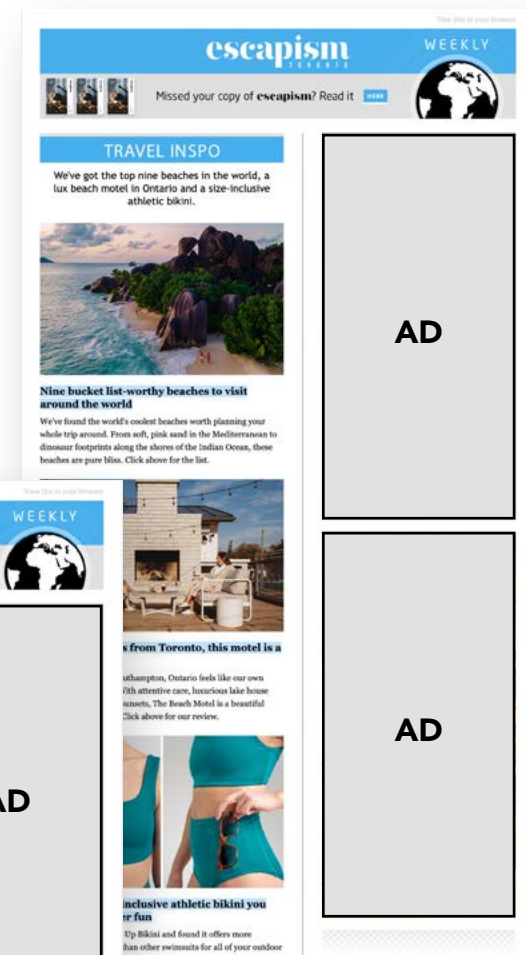 View this in your browser
escapism
TORONTO
WEEKLY
Missed your copy of escapism? Read it HERE
TRAVEL INSPO
We've got the top nine beaches in the world, a
lux beach motel in Ontario and a size-inclusive
athletic bikini.
AD
Nine bucket list-worthy beaches to visit
around the world
We've found the world's coolest beaches worth planning your
whole trip around. From soft, pink sand in the Mediterranean to
dinosaur footprints along the shores of the Indian Ocean, these
beaches are pure bliss. Click above for the list.
s from Toronto, this motel is a
uthampton, Ontario feels like our own
ith attentive care, luxurious lake house
unsets, The Beach Motel is a beautiful
Click above for our review.
AD
inclusive athletic bikini you
er fun
Up Bikini and found it offers more
han other swimsuits for all of your outdoor
View this in your browser
WEEKLY
AD